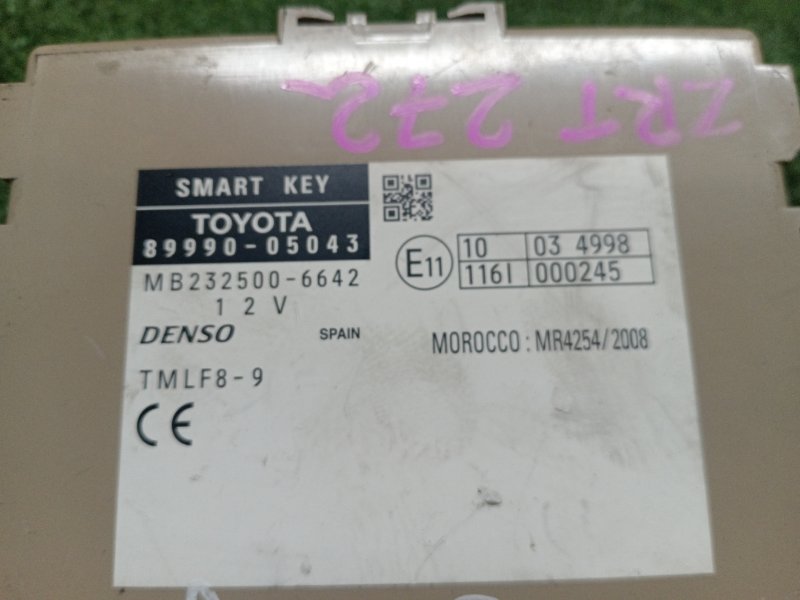 ZRT 272
SMART KEY
TOYOTA
89990-05043
MB232500-6642
12V
DENSO SPAIN
TMLF8-9
CE
E11
10 03 4998
116I 000245
MOROCCO : MR4254/2008